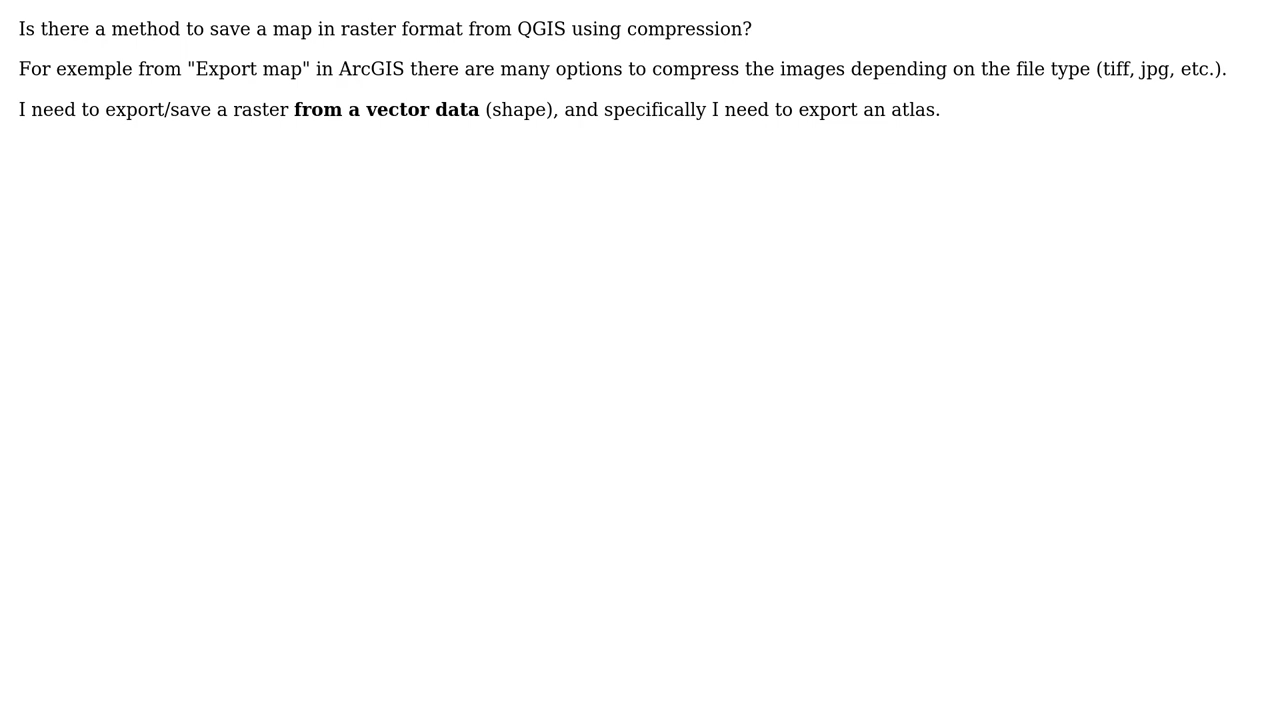 Is there a method to save a map in raster format from QGIS using compression?
For exemple from "Export map" in ArcGIS there are many options to compress the images depending on the file type (tiff, jpg, etc.).
I need to export/save a raster from a vector data (shape), and specifically I need to export an atlas.